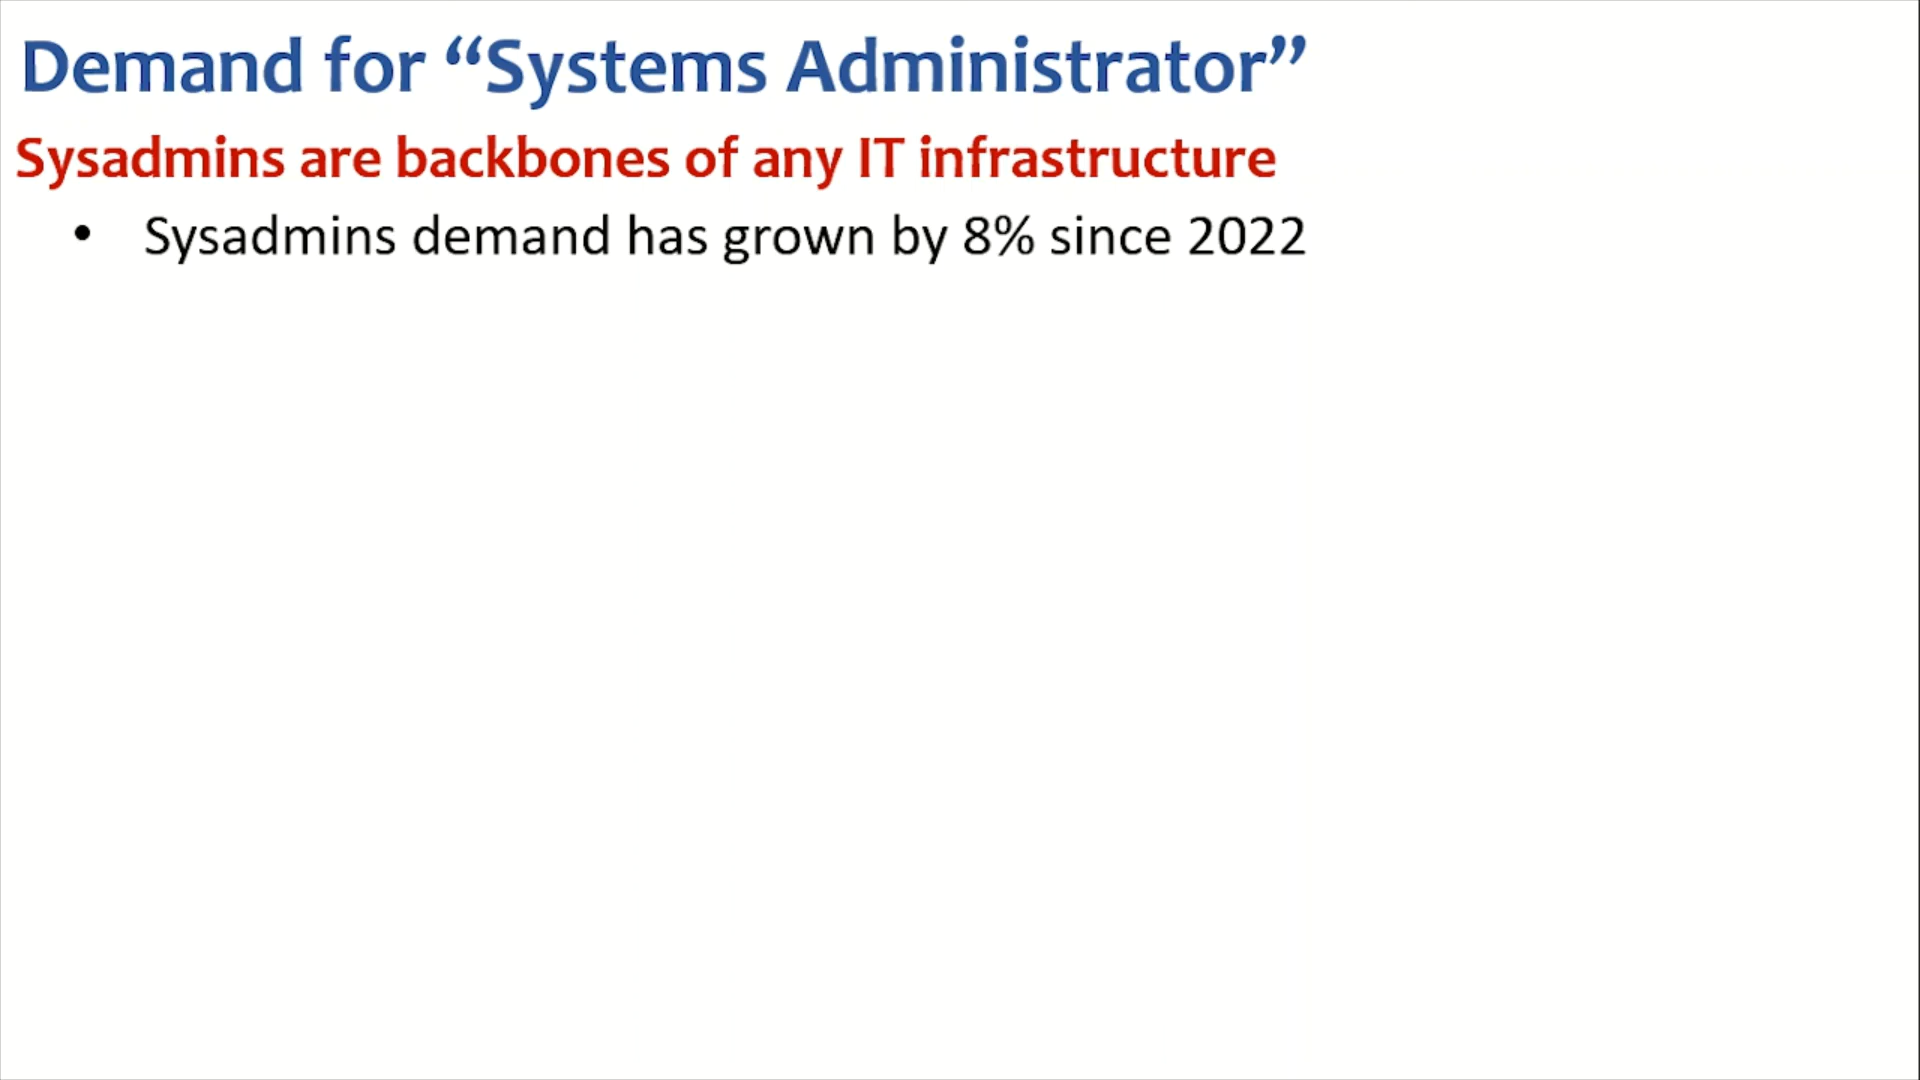 Demand for “Systems Administrator”
Sysadmins are backbones of any IT infrastructure
• Sysadmins demand has grown by 8% since 2022